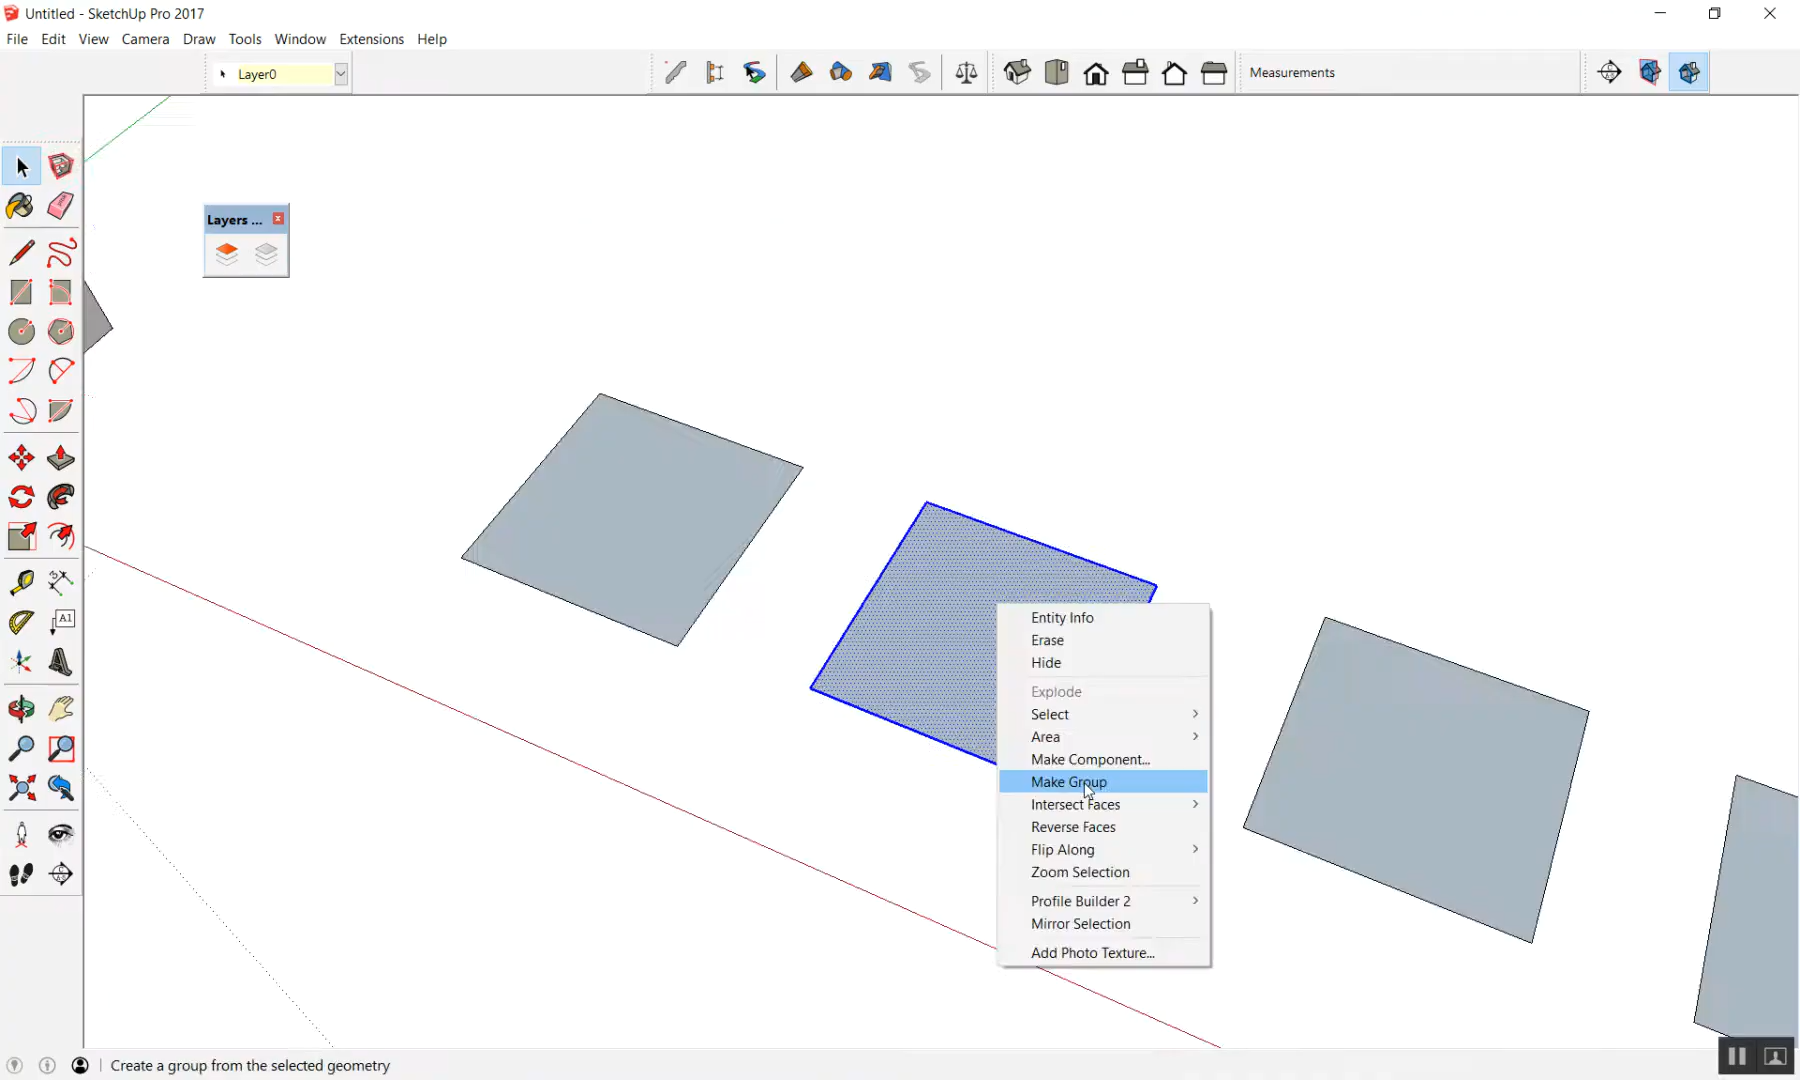 Untitled - SketchUp Pro 2017
File Edit View Camera Draw Tools Window Extensions Help
Layer0
Measurements
Layers ...
A1
Entity Info
Erase
Hide
Explode
Select
Area
Make Component...
Make Group
Intersect Faces
Reverse Faces
Flip Along
Zoom Selection
Profile Builder 2
Mirror Selection
Add Photo Texture...
Create a group from the selected geometry